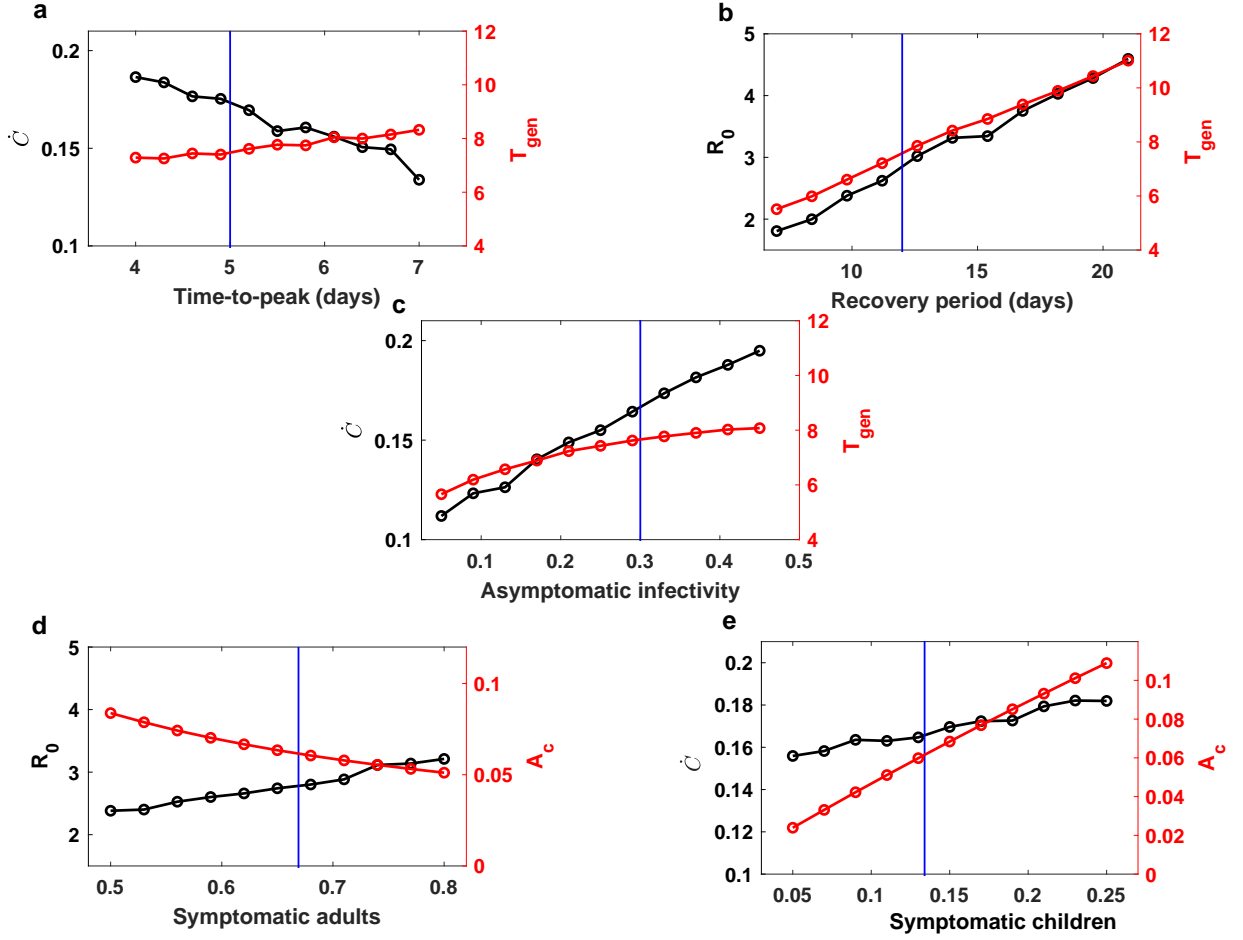 a
0.2
0.15
0.1
Ċ
12
10
8
6
4
T_gen
4 5 6 7
Time-to-peak (days)
b
5
4
3
2
R_0
12
10
8
6
4
T_gen
10 15 20
Recovery period (days)
c
0.2
0.15
0.1
Ċ
12
10
8
6
4
T_gen
0.1 0.2 0.3 0.4 0.5
Asymptomatic infectivity
d
5
4
3
2
R_0
0.1
0.05
0
A_c
0.5 0.6 0.7 0.8
Symptomatic adults
e
0.2
0.18
0.16
0.14
0.12
0.1
Ċ
0.1
0.08
0.06
0.04
0.02
0
A_c
0.05 0.1 0.15 0.2 0.25
Symptomatic children